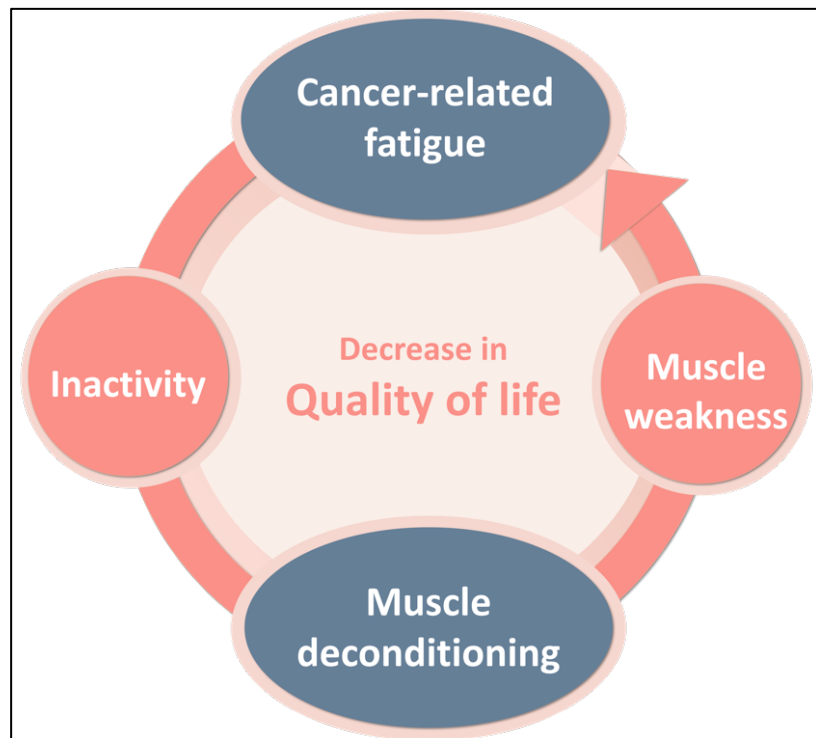 Cancer-related
fatigue
Inactivity
Decrease in
Quality of life
Muscle
weakness
Muscle
deconditioning